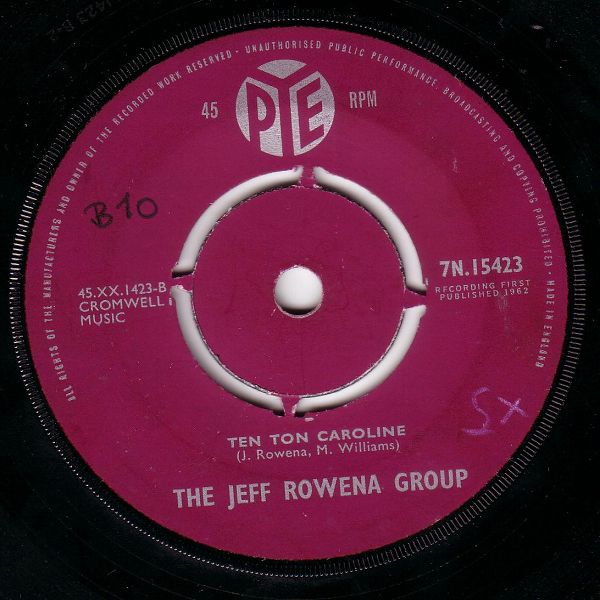 ALL RIGHTS OF THE MANUFACTURERS AND OWNER OF THE RECORDED WORK RESERVED • UNAUTHORISED PUBLIC PERFORMANCE, BROADCASTING AND COPYING PROHIBITED • MADE IN ENGLAND
45 PYE RPM
B10
7N.15423
RECORDING FIRST
PUBLISHED 1962
45.XX.1423-B
CROMWELL
MUSIC
SX
TEN TON CAROLINE
(J. Rowena, M. Williams)
THE JEFF ROWENA GROUP